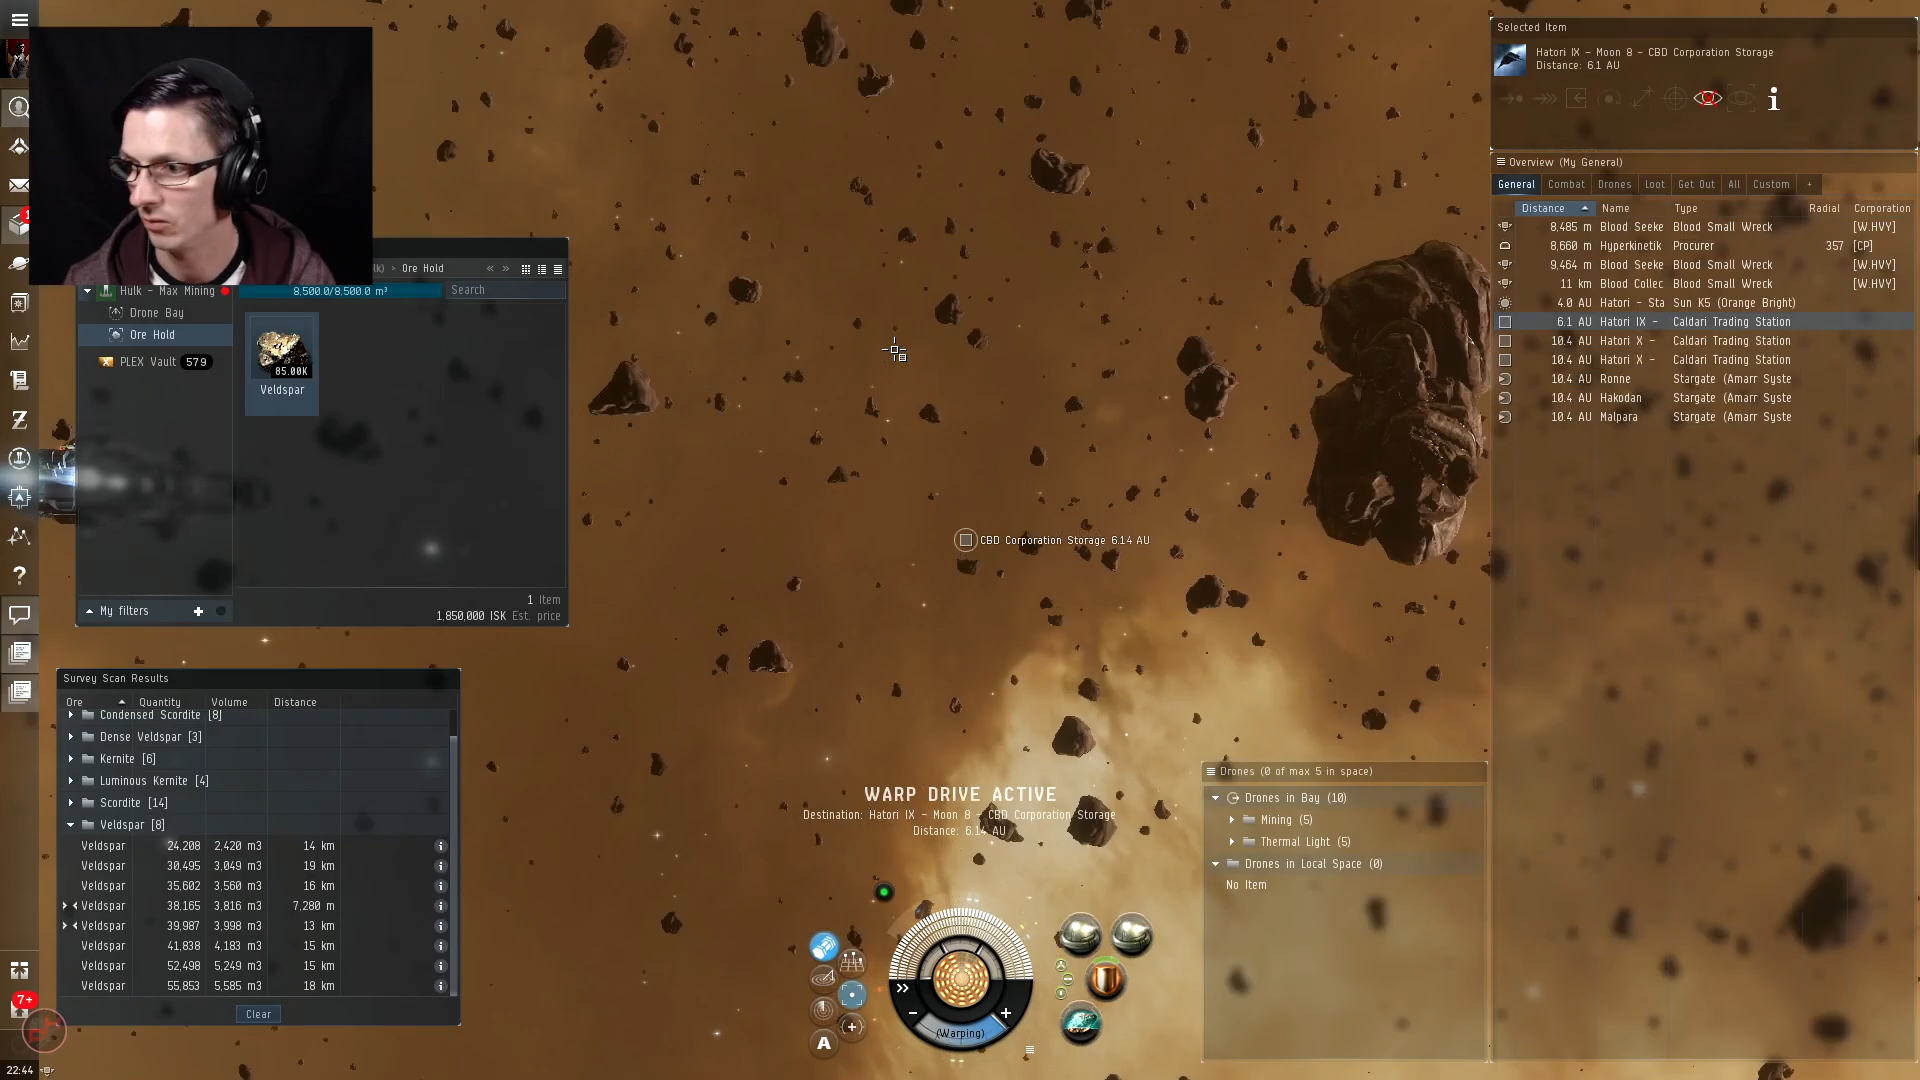 Selected Item
Hatori IX - Moon 8 - CBD Corporation Storage
Distance: 6.1 AU
Overview (My General)
General Combat Drones Loot Get Out All Custom +
Distance Name Type Radial Corporation
8,485 m Blood Seeke Blood Small Wreck [W.HVY]
8,660 m Hyperkinetik Procurer 357 [CP]
9,464 m Blood Seeke Blood Small Wreck [W.HVY]
11 km Blood Collec Blood Small Wreck [W.HVY]
4.0 AU Hatori - Sta Sun K5 (Orange Bright)
6.1 AU Hatori IX - Caldari Trading Station
10.4 AU Hatori X - Caldari Trading Station
10.4 AU Hatori X - Caldari Trading Station
10.4 AU Ronne Stargate (Amarr Syste
10.4 AU Hakodan Stargate (Amarr Syste
10.4 AU Malpara Stargate (Amarr Syste
> Ore Hold
Hulk - Max Mining
8,500.0/8,500.0 m³
Search
Drone Bay
Ore Hold
PLEX Vault 579
85.00K
Veldspar
My filters
1 Item
1,850,000 ISK Est. price
CBD Corporation Storage 6.14 AU
Survey Scan Results
Ore Quantity Volume Distance
Condensed Scordite [8]
Dense Veldspar [3]
Kernite [6]
Luminous Kernite [4]
Scordite [14]
Veldspar [8]
Veldspar 24,208 2,420 m3 14 km
Veldspar 30,495 3,049 m3 19 km
Veldspar 35,602 3,560 m3 16 km
Veldspar 38,165 3,816 m3 7,280 m
Veldspar 39,987 3,998 m3 13 km
Veldspar 41,838 4,183 m3 15 km
Veldspar 52,498 5,249 m3 15 km
Veldspar 55,853 5,585 m3 18 km
Clear
WARP DRIVE ACTIVE
Destination: Hatori IX - Moon 8 - CBD Corporation Storage
Distance: 6.14 AU
(Warping)
A
Drones (0 of max 5 in space)
Drones in Bay (10)
Mining (5)
Thermal Light (5)
Drones in Local Space (0)
No Item
7+
22:44